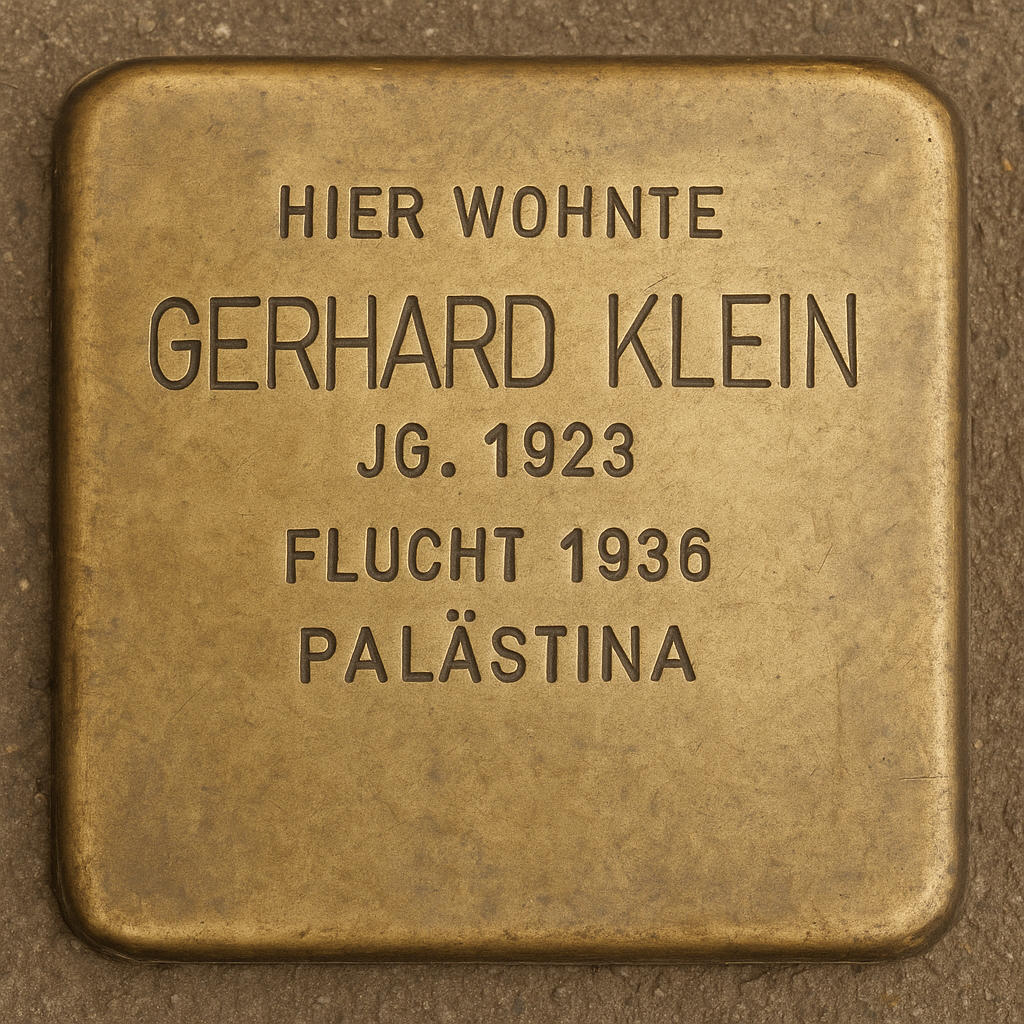 HIER WOHNTE
GERHARD KLEIN
JG. 1923
FLUCHT 1936
PALÄSTINA